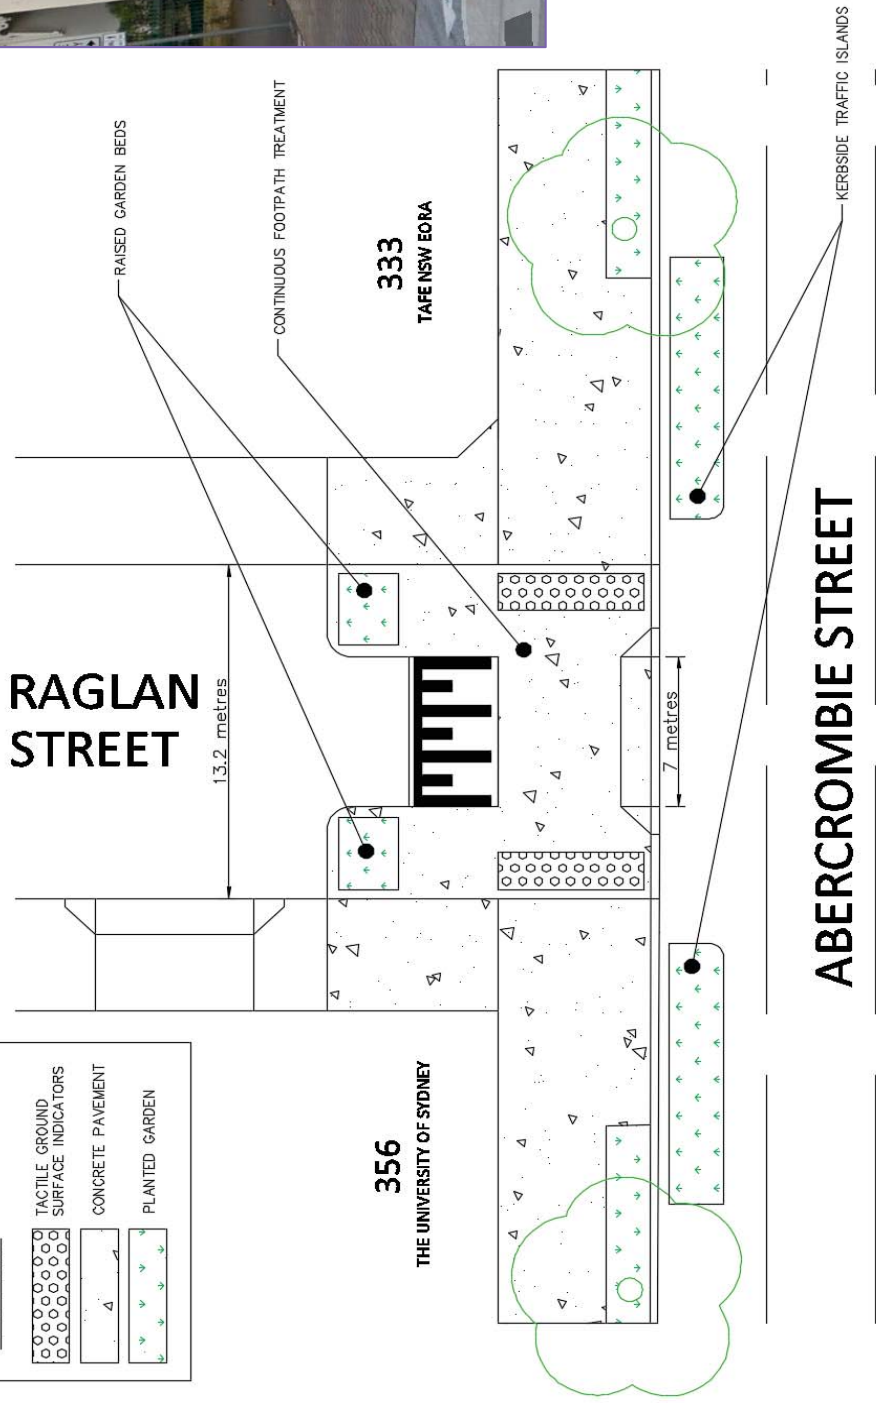 RAISED GARDEN BEDS
CONTINUOUS FOOTPATH TREATMENT
KERBSIDE TRAFFIC ISLANDS
333
TAFE NSW EORA
RAGLAN
STREET
13.2 metres
7 metres
ABERCROMBIE STREET
356
THE UNIVERSITY OF SYDNEY
TACTILE GROUND
SURFACE INDICATORS
CONCRETE PAVEMENT
PLANTED GARDEN